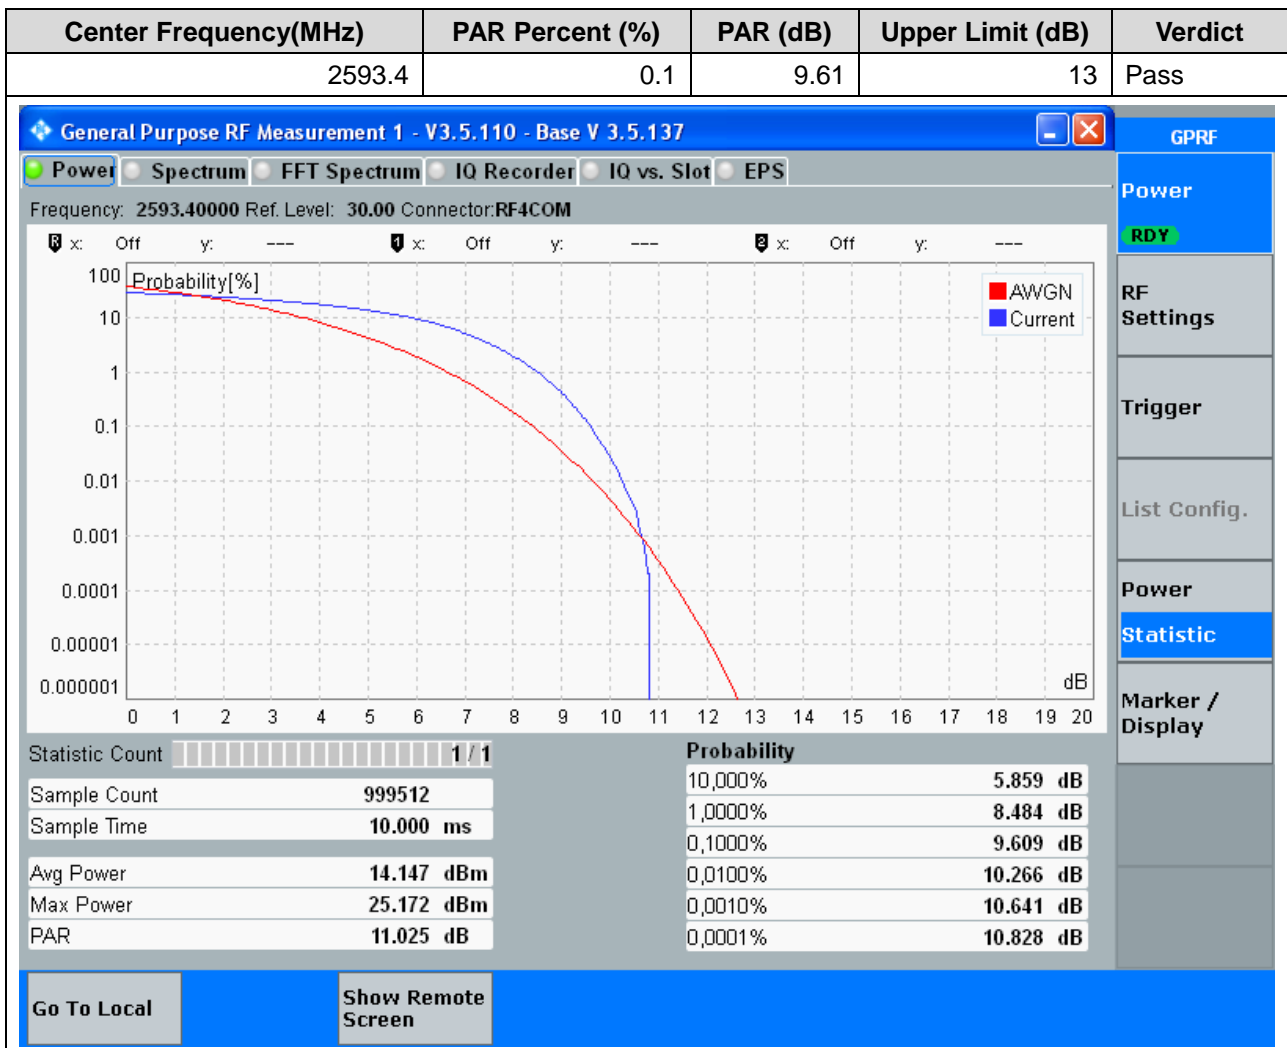 Center Frequency(MHz) PAR Percent (%) PAR (dB) Upper Limit (dB) Verdict
2593.4 0.1 9.61 13 Pass
General Purpose RF Measurement 1 - V3.5.110 - Base V 3.5.137
GPRF
Power Spectrum FFT Spectrum IQ Recorder IQ vs. Slot EPS
Frequency: 2593.40000 Ref. Level: 30.00 Connector:RF4COM
R x: Off y: --- 1 x: Off y: --- 2 x: Off y: ---
Probability[%]
AWGN
Current
100
10
1
0.1
0.01
0.001
0.0001
0.00001
0.000001
dB
0 1 2 3 4 5 6 7 8 9 10 11 12 13 14 15 16 17 18 19 20
Statistic Count 1 / 1
Sample Count 999512
Sample Time 10.000 ms
Avg Power 14.147 dBm
Max Power 25.172 dBm
PAR 11.025 dB
Probability
10,000% 5.859 dB
1,0000% 8.484 dB
0,1000% 9.609 dB
0,0100% 10.266 dB
0,0010% 10.641 dB
0,0001% 10.828 dB
Power
RDY
RF
Settings
Trigger
List Config.
Power
Statistic
Marker /
Display
Go To Local
Show Remote
Screen